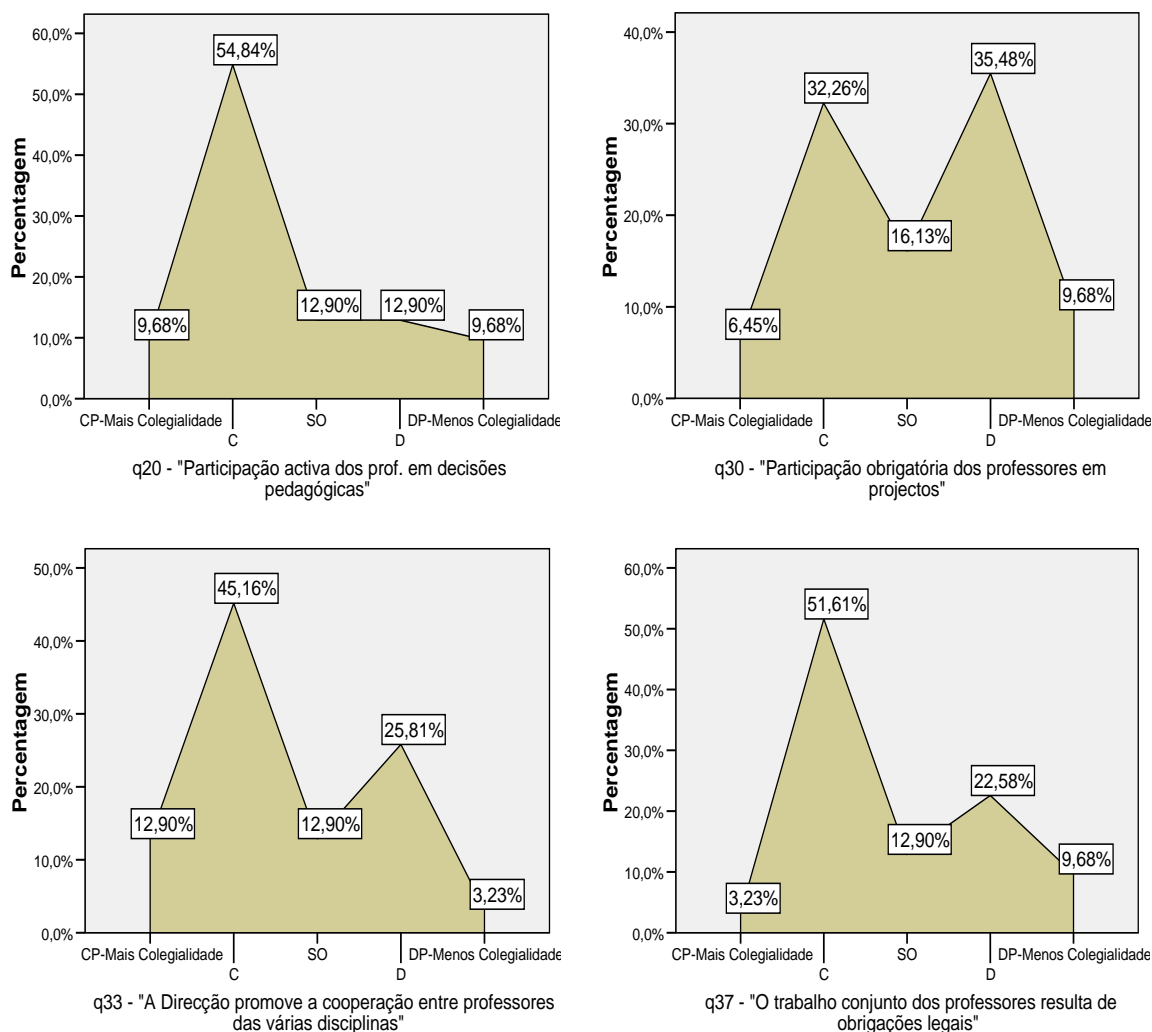 Percentagem
60,0%
50,0%
40,0%
30,0%
20,0%
10,0%
0,0%
54,84%
9,68%
12,90%
12,90%
9,68%
CP-Mais Colegialidade
C
SO
D
DP-Menos Colegialidade
q20 - "Participação activa dos prof. em decisões
pedagógicas"
Percentagem
40,0%
30,0%
20,0%
10,0%
0,0%
6,45%
32,26%
16,13%
35,48%
9,68%
CP-Mais Colegialidade
C
SO
D
DP-Menos Colegialidade
q30 - "Participação obrigatória dos professores em
projectos"
Percentagem
50,0%
40,0%
30,0%
20,0%
10,0%
0,0%
12,90%
45,16%
12,90%
25,81%
3,23%
CP-Mais Colegialidade
C
SO
D
DP-Menos Colegialidade
q33 - "A Direcção promove a cooperação entre professores
das várias disciplinas"
Percentagem
60,0%
50,0%
40,0%
30,0%
20,0%
10,0%
0,0%
3,23%
51,61%
12,90%
22,58%
9,68%
CP-Mais Colegialidade
C
SO
D
DP-Menos Colegialidade
q37 - "O trabalho conjunto dos professores resulta de
obrigações legais"